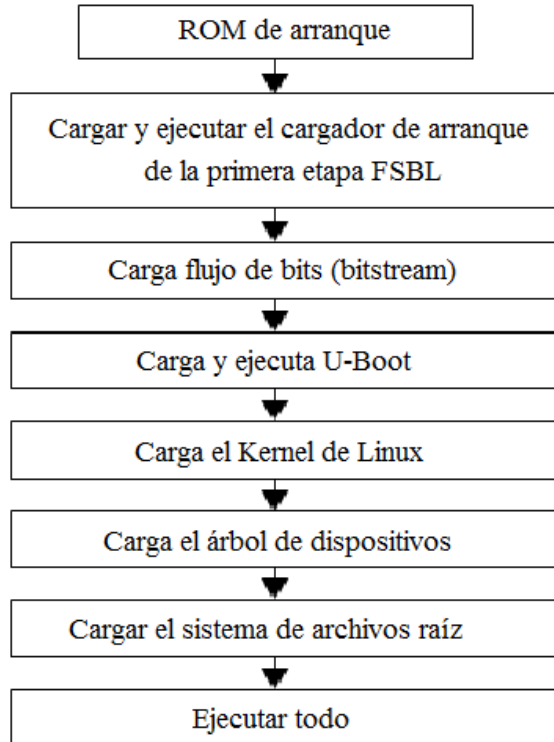 ROM de arranque
Cargar y ejecutar el cargador de arranque
de la primera etapa FSBL
Carga flujo de bits (bitstream)
Carga y ejecuta U-Boot
Carga el Kernel de Linux
Carga el árbol de dispositivos
Cargar el sistema de archivos raíz
Ejecutar todo